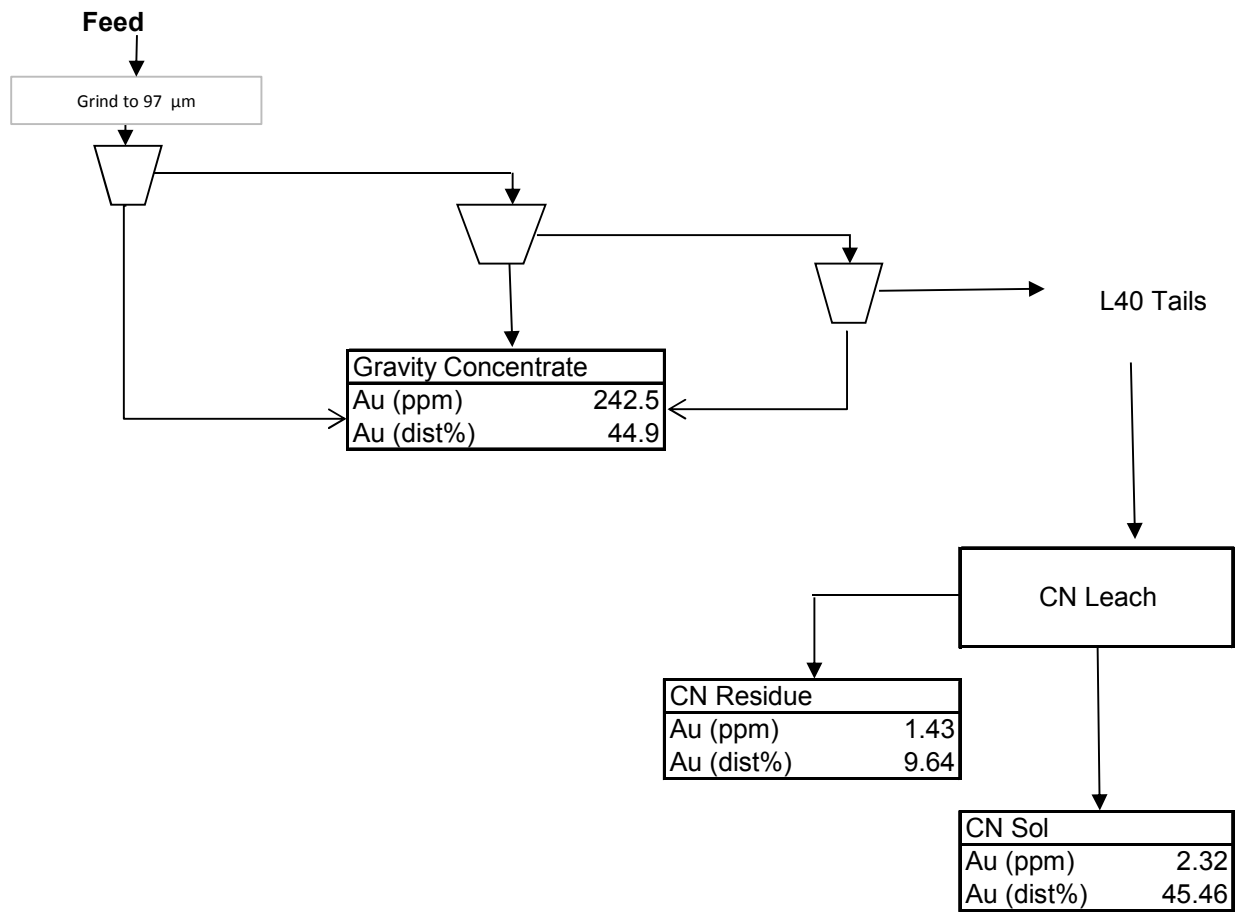 Feed
Grind to 97 µm
Gravity Concentrate
Au (ppm) 242.5
Au (dist%) 44.9
L40 Tails
CN Leach
CN Residue
Au (ppm) 1.43
Au (dist%) 9.64
CN Sol
Au (ppm) 2.32
Au (dist%) 45.46